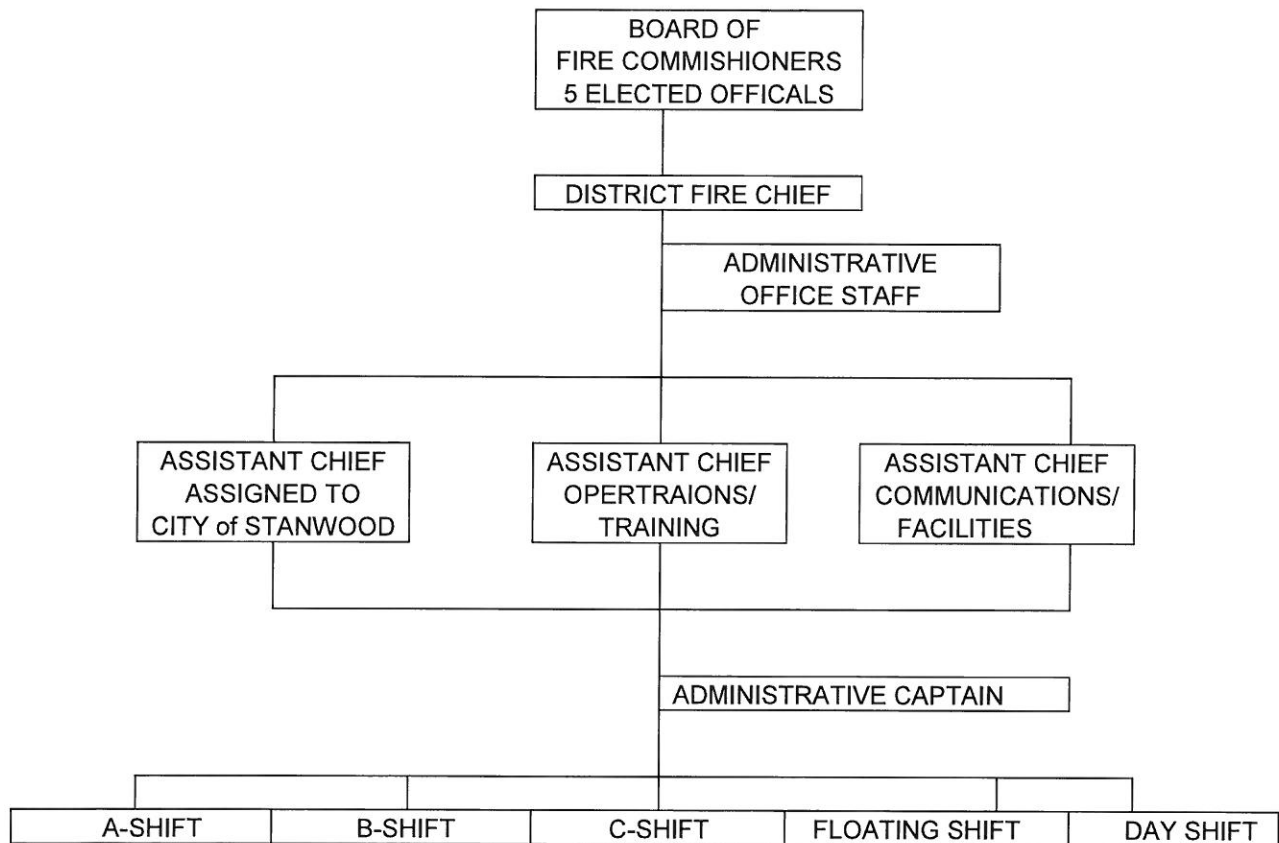 BOARD OF
FIRE COMMISHIONERS
5 ELECTED OFFICALS
DISTRICT FIRE CHIEF
ADMINISTRATIVE
OFFICE STAFF
ASSISTANT CHIEF
ASSIGNED TO
CITY of STANWOOD
ASSISTANT CHIEF
OPERTRAIONS/
TRAINING
ASSISTANT CHIEF
COMMUNICATIONS/
FACILITIES
ADMINISTRATIVE CAPTAIN
A-SHIFT
B-SHIFT
C-SHIFT
FLOATING SHIFT
DAY SHIFT